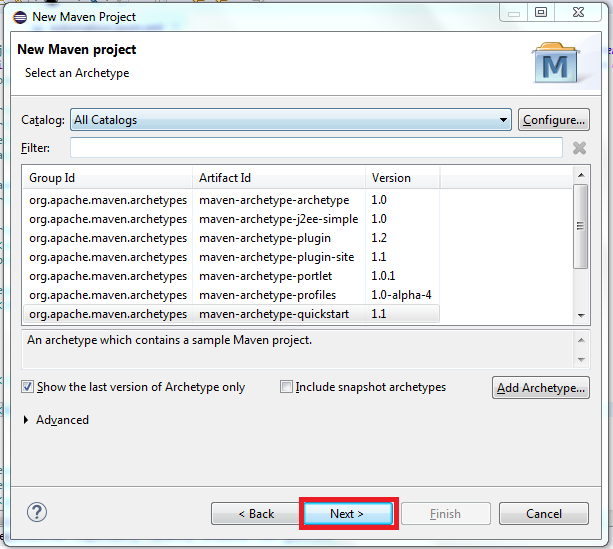 New Maven Project
New Maven project
Select an Archetype
M
Catalog: All Catalogs Configure...
Filter:
Group Id Artifact Id Version
org.apache.maven.archetypes maven-archetype-archetype 1.0
org.apache.maven.archetypes maven-archetype-j2ee-simple 1.0
org.apache.maven.archetypes maven-archetype-plugin 1.2
org.apache.maven.archetypes maven-archetype-plugin-site 1.1
org.apache.maven.archetypes maven-archetype-portlet 1.0.1
org.apache.maven.archetypes maven-archetype-profiles 1.0-alpha-4
org.apache.maven.archetypes maven-archetype-quickstart 1.1
An archetype which contains a sample Maven project.
Show the last version of Archetype only Include snapshot archetypes Add Archetype...
Advanced
? < Back Next > Finish Cancel